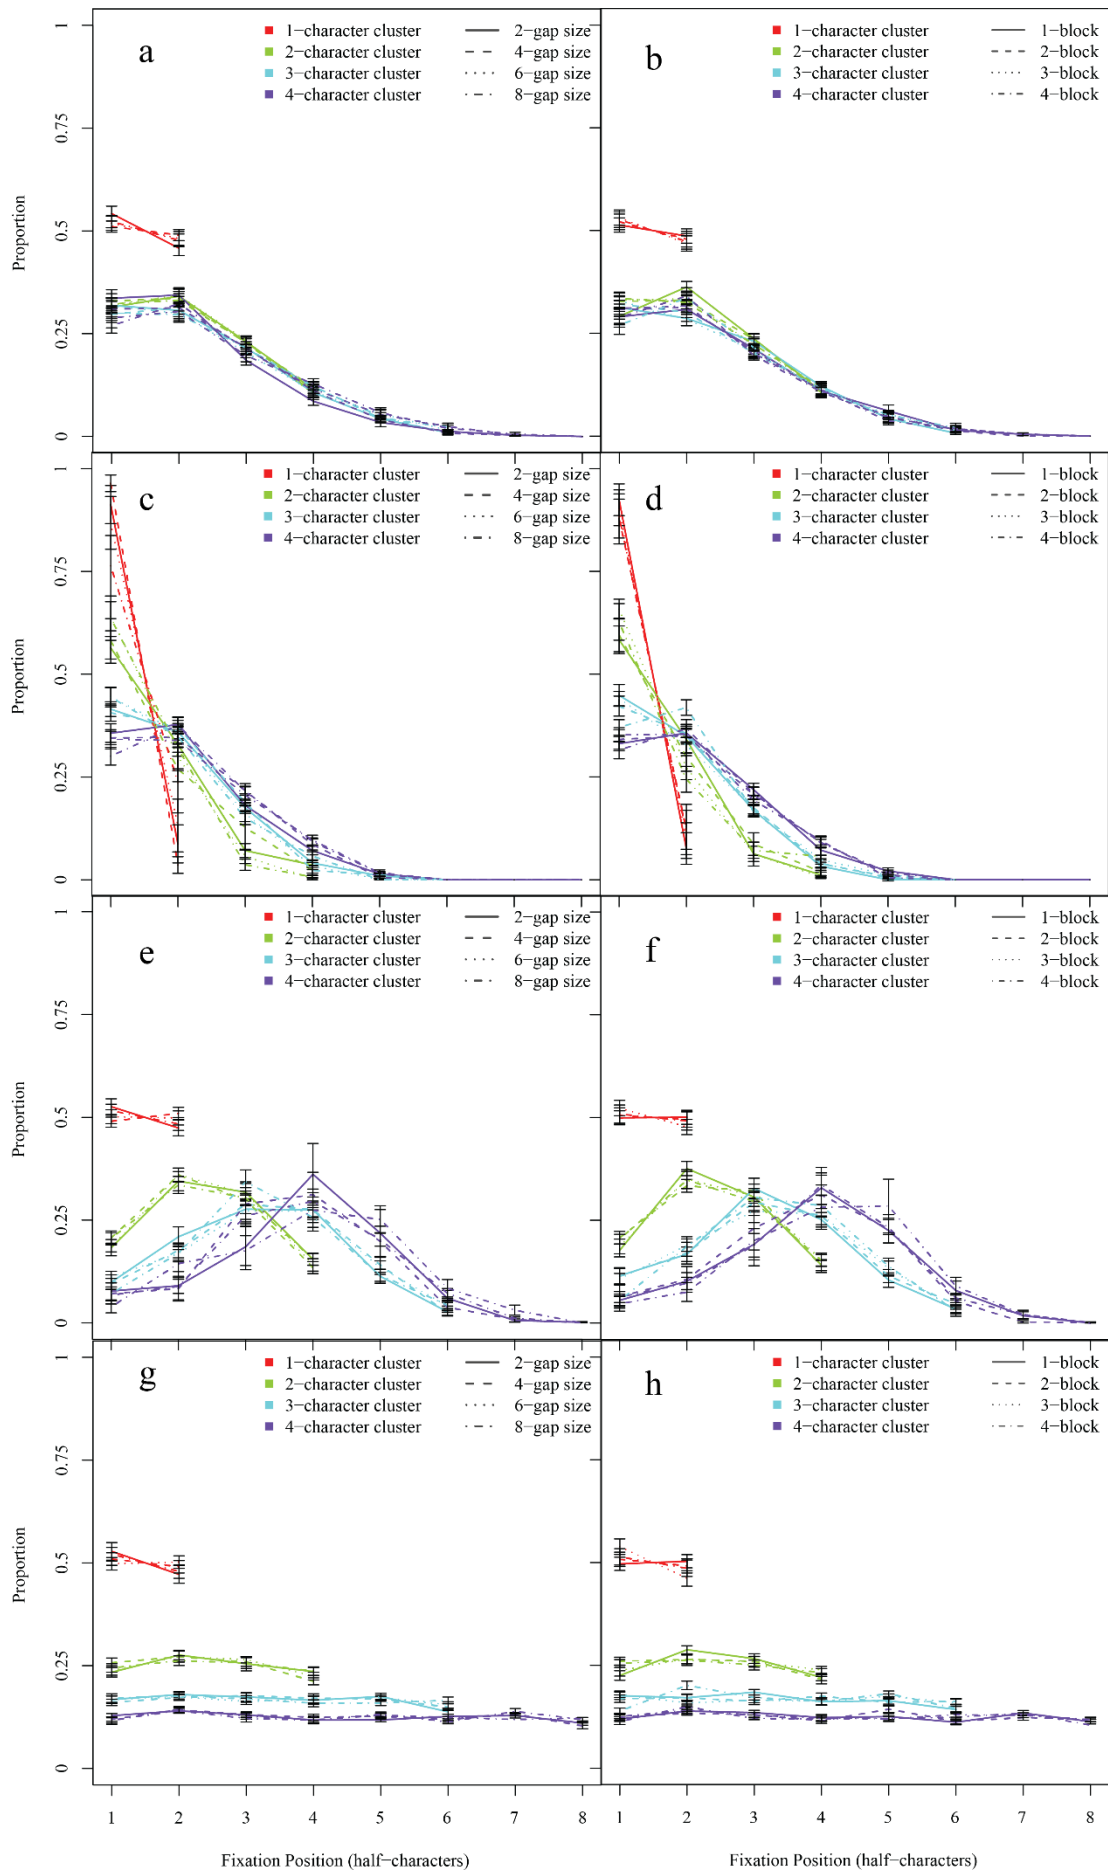 a
1−character cluster 2−gap size
2−character cluster 4−gap size
3−character cluster 6−gap size
4−character cluster 8−gap size
Proportion
0 0.25 0.5 0.75 1
b
1−character cluster 1−block
2−character cluster 2−block
3−character cluster 3−block
4−character cluster 4−block
c
1−character cluster 2−gap size
2−character cluster 4−gap size
3−character cluster 6−gap size
4−character cluster 8−gap size
Proportion
0 0.25 0.5 0.75 1
d
1−character cluster 1−block
2−character cluster 2−block
3−character cluster 3−block
4−character cluster 4−block
e
1−character cluster 2−gap size
2−character cluster 4−gap size
3−character cluster 6−gap size
4−character cluster 8−gap size
Proportion
0 0.25 0.5 0.75 1
f
1−character cluster 1−block
2−character cluster 2−block
3−character cluster 3−block
4−character cluster 4−block
g
1−character cluster 2−gap size
2−character cluster 4−gap size
3−character cluster 6−gap size
4−character cluster 8−gap size
Proportion
0 0.25 0.5 0.75 1
1 2 3 4 5 6 7 8
Fixation Position (half−characters)
h
1−character cluster 1−block
2−character cluster 2−block
3−character cluster 3−block
4−character cluster 4−block
1 2 3 4 5 6 7 8
Fixation Position (half−characters)